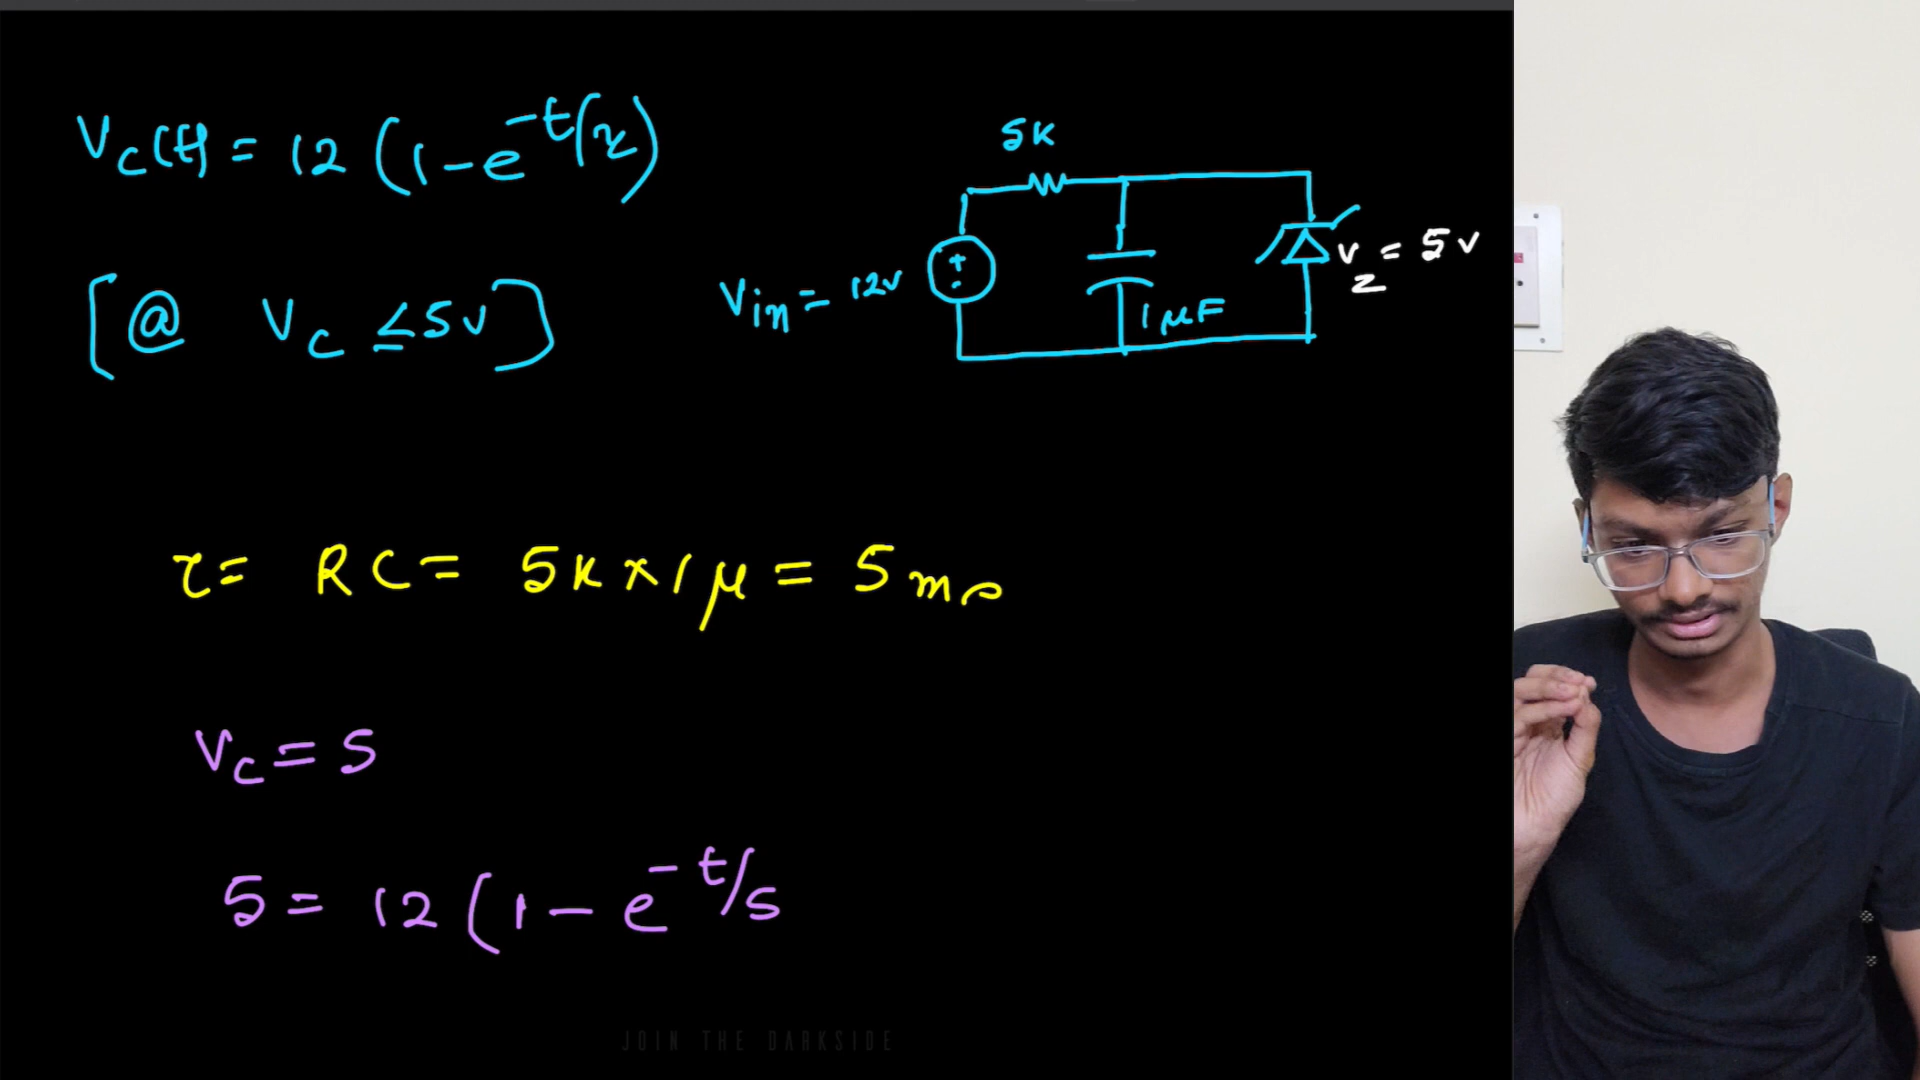 Vc(t) = 12 (1 - e^-t/τ)
[@ Vc ≤ 5V]
5K
Vin = 12V
+
-
1μF
Vz = 5V
τ = RC = 5K × 1μ = 5ms
Vc = 5
5 = 12 (1 - e^-t/5
JOIN THE DARKSIDE